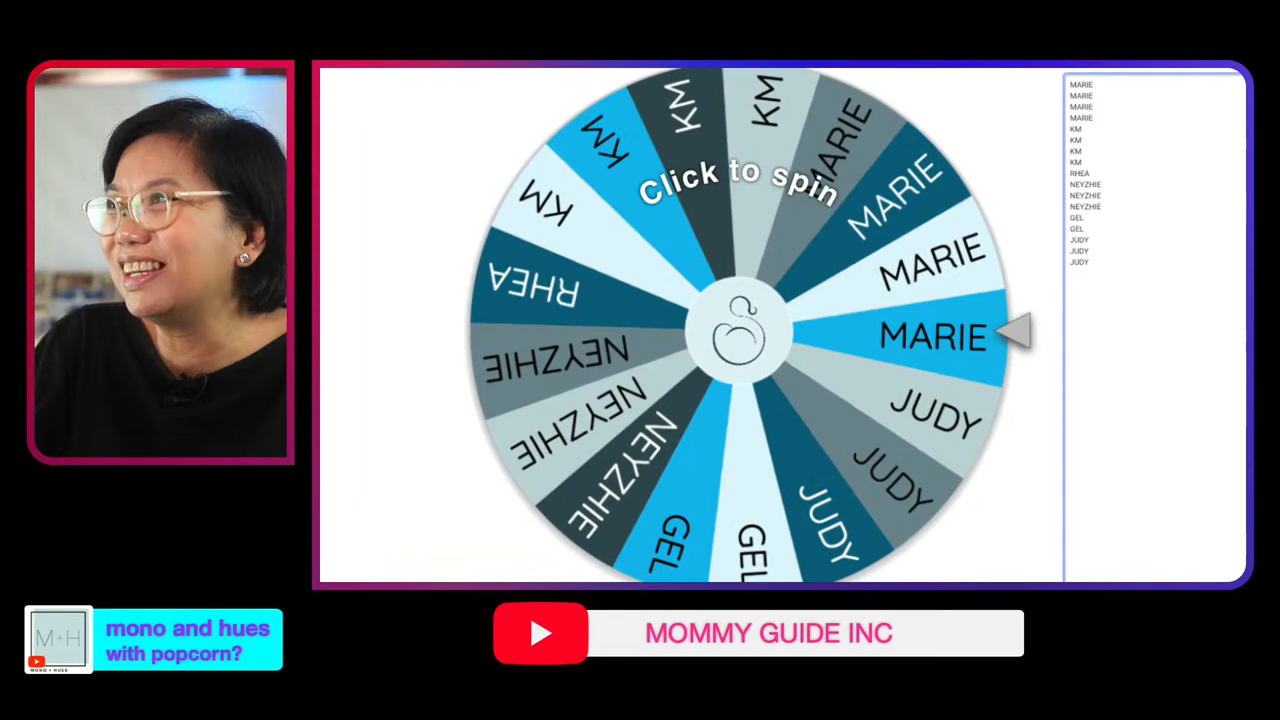 KM
KM
MARIE
KM
MARIE
Click to spin
KM
MARIE
RHEA
MARIE
NEYZHIE
JUDY
NEYZHIE
JUDY
NEYZHIE
JUDY
GEL
GEL
MARIE
MARIE
MARIE
MARIE
KM
KM
KM
KM
RHEA
NEYZHIE
NEYZHIE
NEYZHIE
GEL
GEL
JUDY
JUDY
JUDY
M+H
MONO + HUES
mono and hues
with popcorn?
MOMMY GUIDE INC